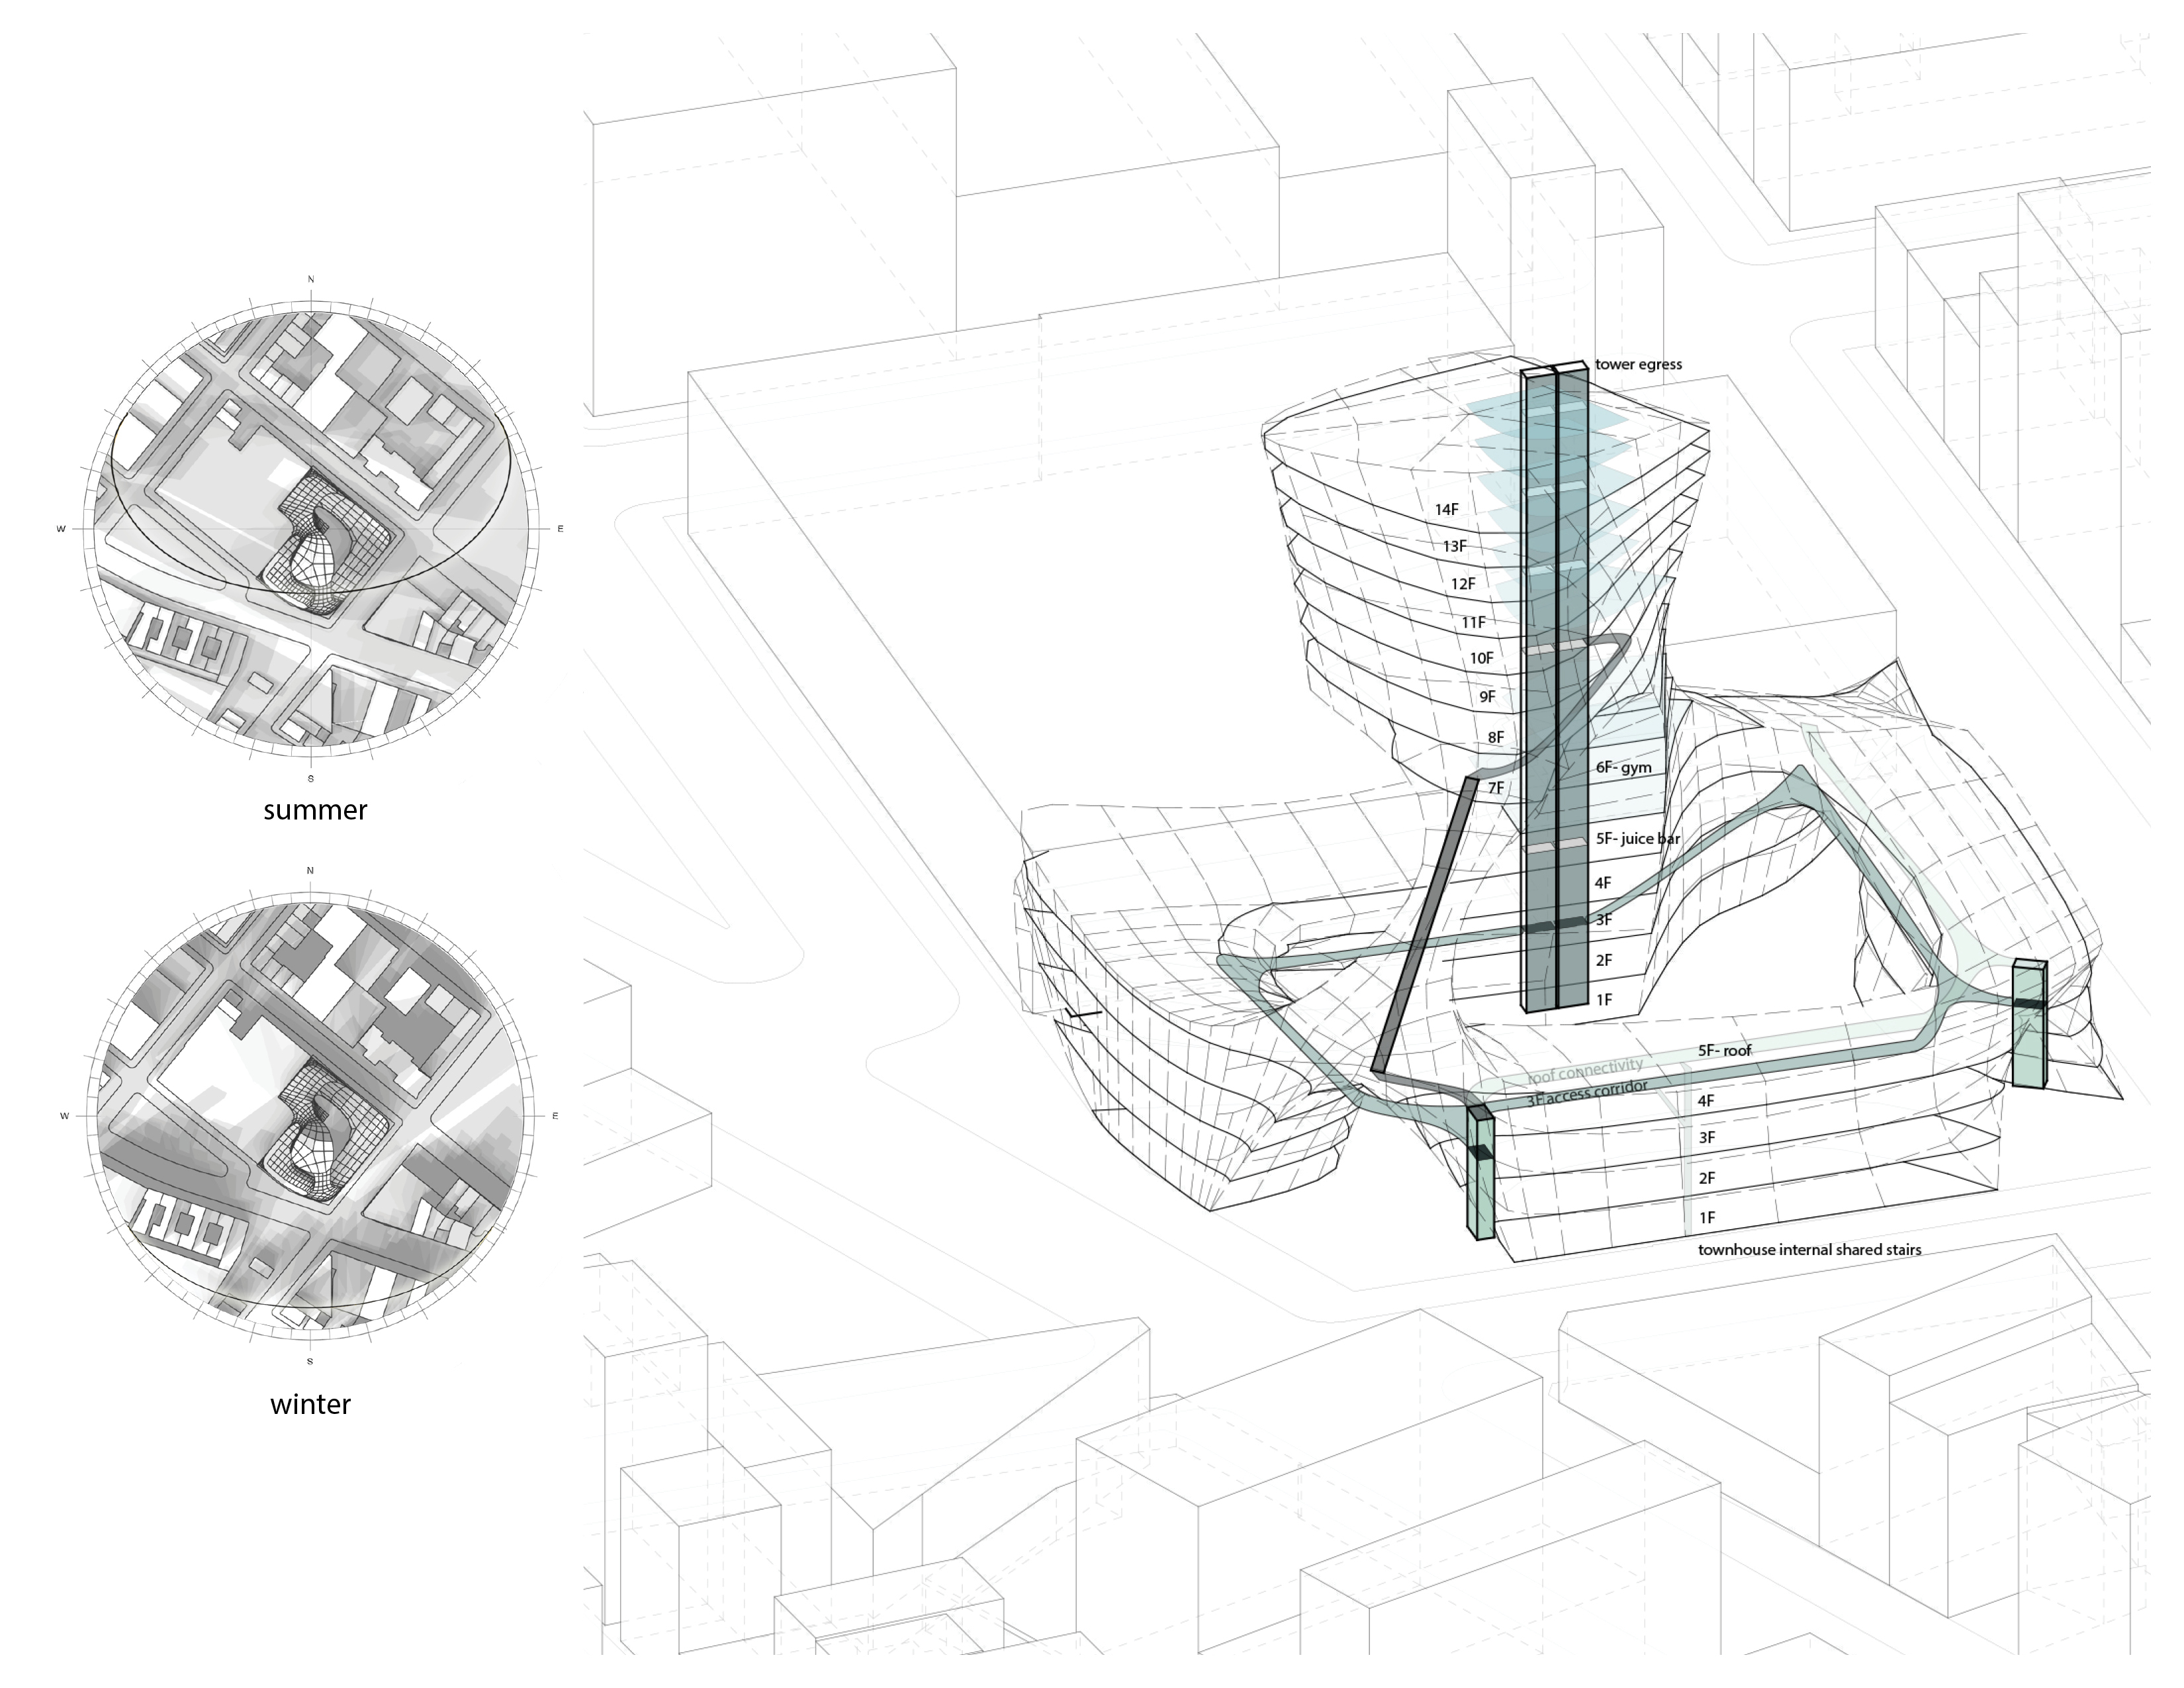 N
W
E
S
summer
N
W
E
S
winter
tower egress
14F
13F
12F
11F
10F
9F
8F
7F
6F- gym
5F- juice bar
4F
3F
2F
1F
roof connectivity
3F access corridor
5F- roof
4F
3F
2F
1F
townhouse internal shared stairs